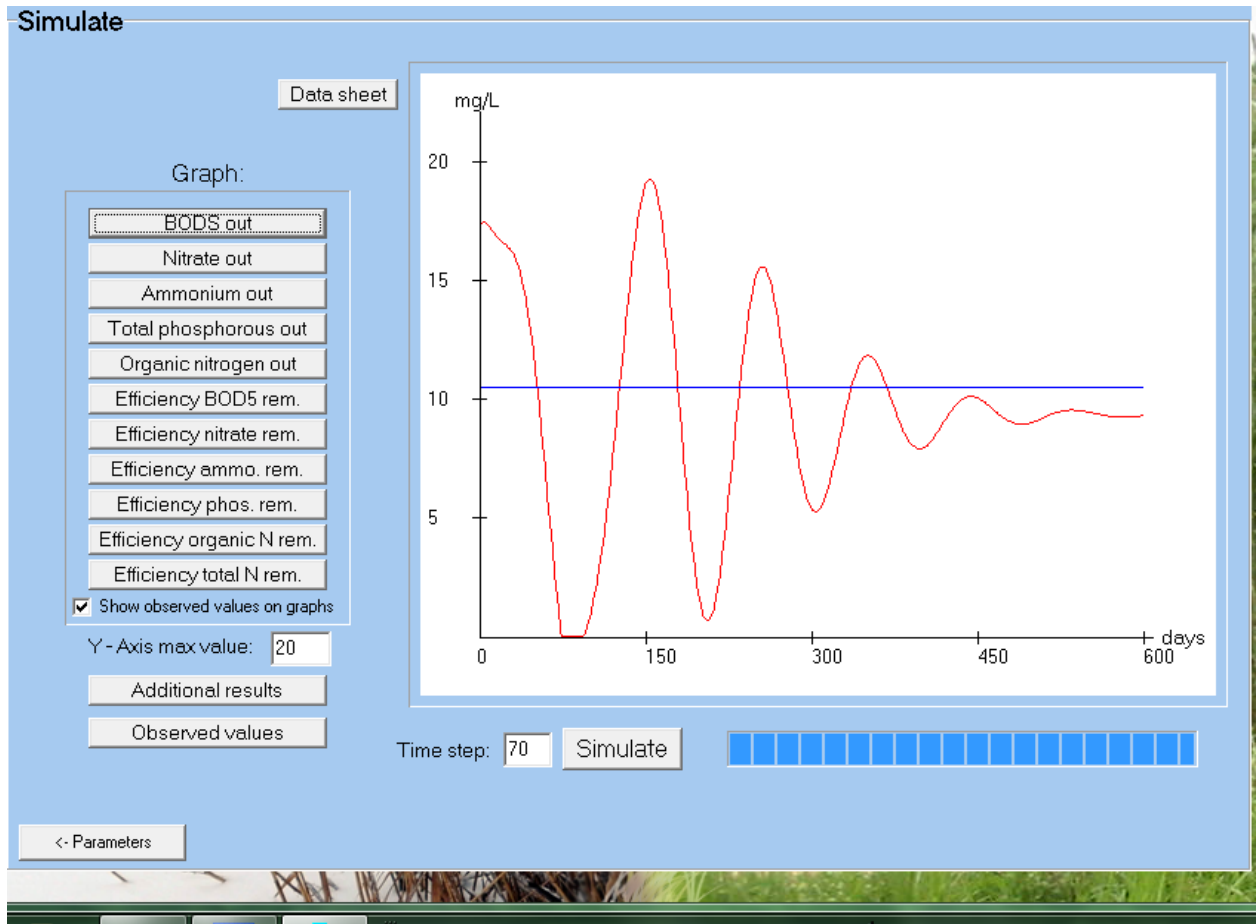 Simulate
Data sheet
Graph:
BODS out
Nitrate out
Ammonium out
Total phosphorous out
Organic nitrogen out
Efficiency BOD5 rem.
Efficiency nitrate rem.
Efficiency ammo. rem.
Efficiency phos. rem.
Efficiency organic N rem.
Efficiency total N rem.
Show observed values on graphs
Y - Axis max value: 20
Additional results
Observed values
mg/L
20
15
10
5
0 150 300 450 600 days
Time step: 70 Simulate
<- Parameters